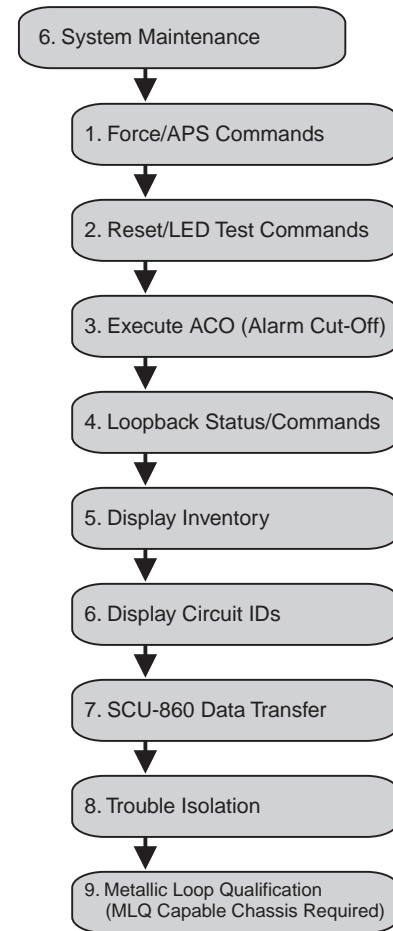 6. System Maintenance
1. Force/APS Commands
2. Reset/LED Test Commands
3. Execute ACO (Alarm Cut-Off)
4. Loopback Status/Commands
5. Display Inventory
6. Display Circuit IDs
7. SCU-860 Data Transfer
8. Trouble Isolation
9. Metallic Loop Qualification
(MLQ Capable Chassis Required)